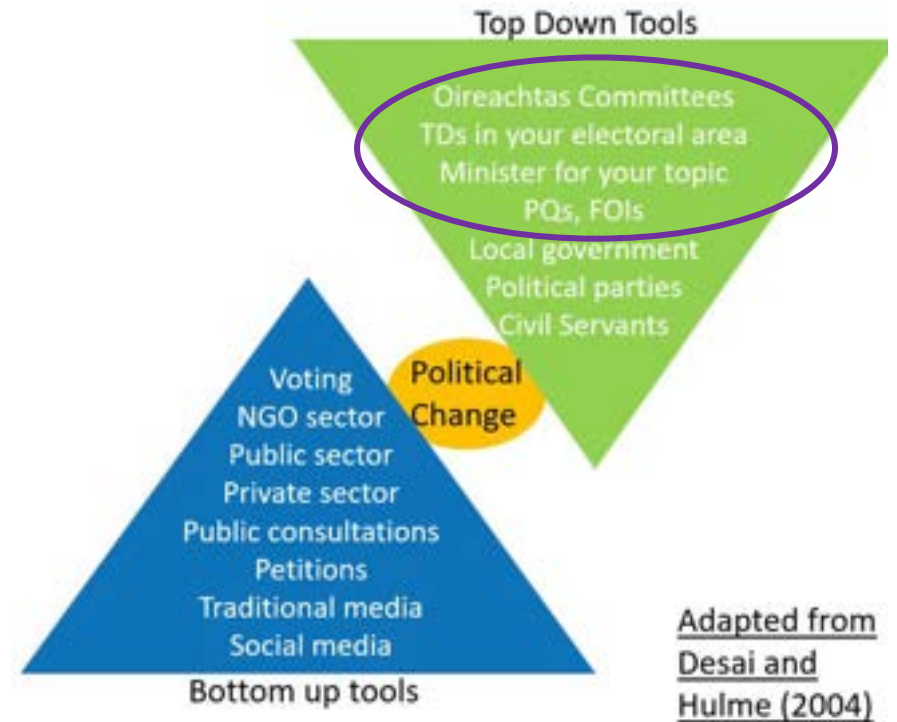 Top Down Tools
Oireachtas Committees
TDs in your electoral area
Minister for your topic
PQs, FOIs
Local government
Political parties
Civil Servants
Political
Change
Voting
NGO sector
Public sector
Private sector
Public consultations
Petitions
Traditional media
Social media
Bottom up tools
Adapted from
Desai and
Hulme (2004)